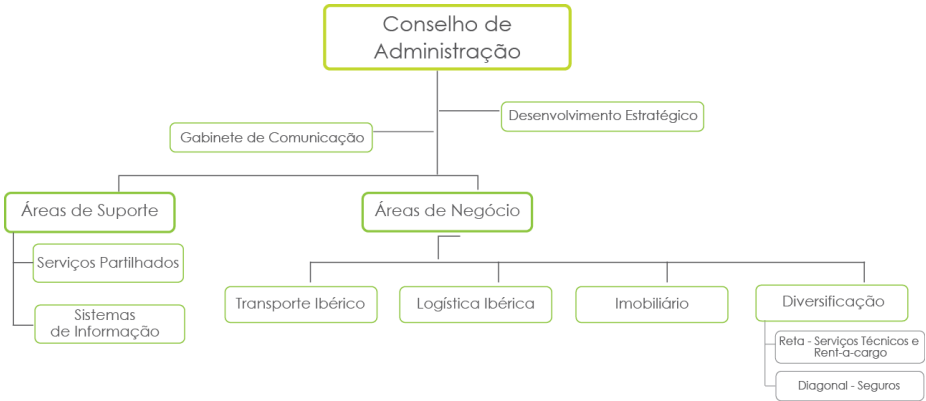 Conselho de
Administração
Desenvolvimento Estratégico
Gabinete de Comunicação
Áreas de Suporte
Áreas de Negócio
Serviços Partilhados
Sistemas
de Informação
Transporte Ibérico
Logística Ibérica
Imobiliário
Diversificação
Reta - Serviços Técnicos e
Rent-a-cargo
Diagonal - Seguros